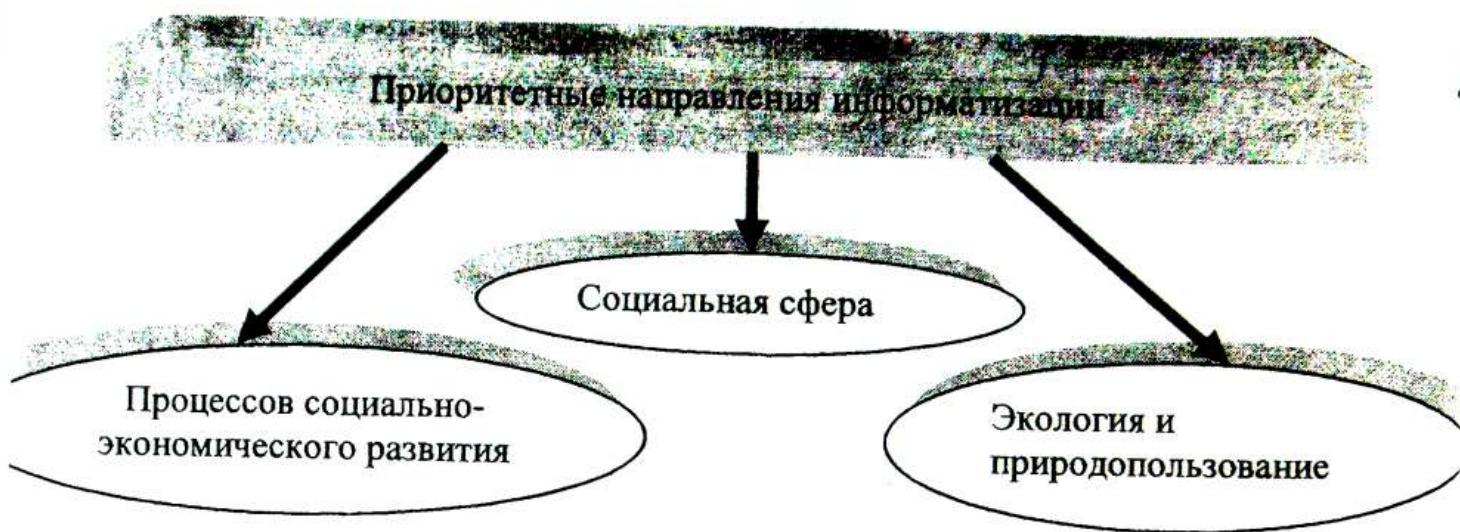 Приоритетные направления информатизации
Социальная сфера
Процессов социально-
экономического развития
Экология и
природопользование